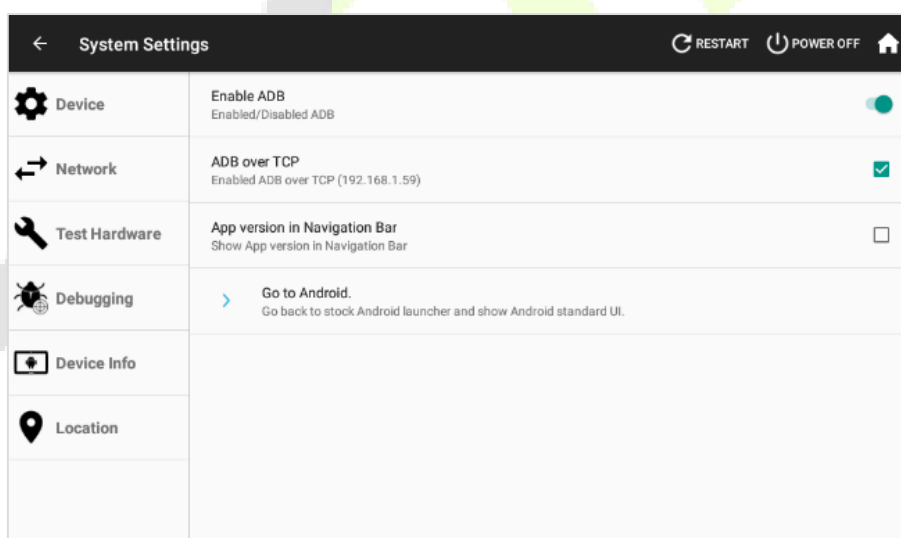 System Settings
RESTART
POWER OFF
Device
Network
Test Hardware
Debugging
Device Info
Location
Enable ADB
Enabled/Disabled ADB
ADB over TCP
Enabled ADB over TCP (192.168.1.59)
App version in Navigation Bar
Show App version in Navigation Bar
Go to Android.
Go back to stock Android launcher and show Android standard UI.